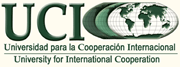 UCI
Universidad para la Cooperación Internacional
University for International Cooperation